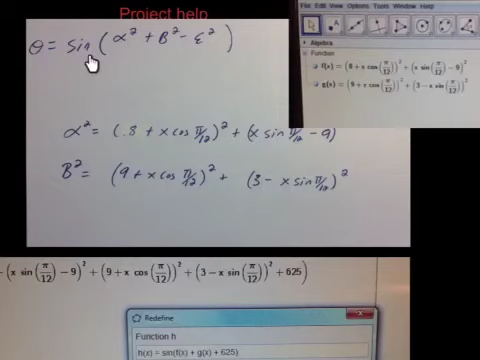 Project help
File Edit View Options Tools Window Help
θ = sin ( α² + B² - ε² )
Algebra
Function
f(x) = (8 + x cos(π/12))² + (x sin(π/12) - 9)²
g(x) = (9 + x cos(π/12))² + (3 - x sin(π/12))²
α² = (.8 + x cos π/12)² + (x sin π/12 - 9)
B² = (9 + x cos π/12)² + (3 - x sin π/12)²
(x sin(π/12) - 9)² + (9 + x cos(π/12))² + (3 - x sin(π/12))² + 625)
Redefine
Function h
h(x) = sin(f(x) + g(x) + 625)